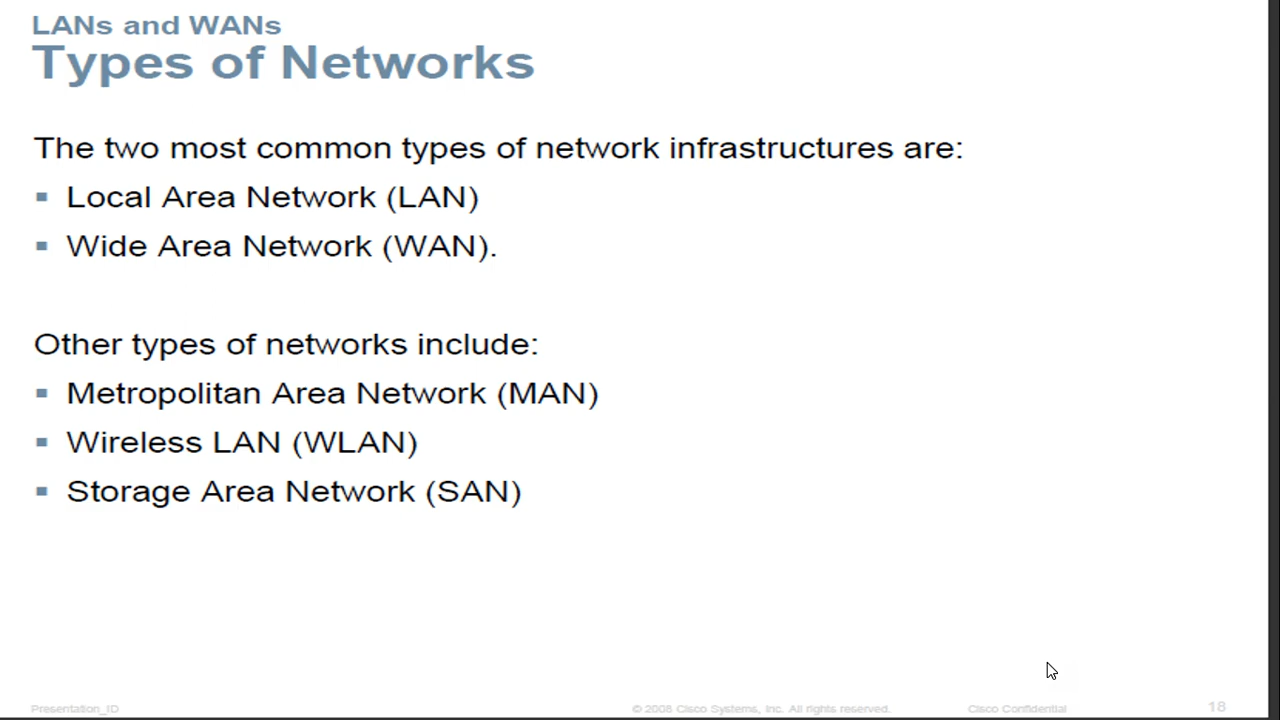 LANs and WANs
Types of Networks
The two most common types of network infrastructures are:
▪ Local Area Network (LAN)
▪ Wide Area Network (WAN).
Other types of networks include:
▪ Metropolitan Area Network (MAN)
▪ Wireless LAN (WLAN)
▪ Storage Area Network (SAN)
Presentation_ID © 2008 Cisco Systems, Inc. All rights reserved. Cisco Confidential 18